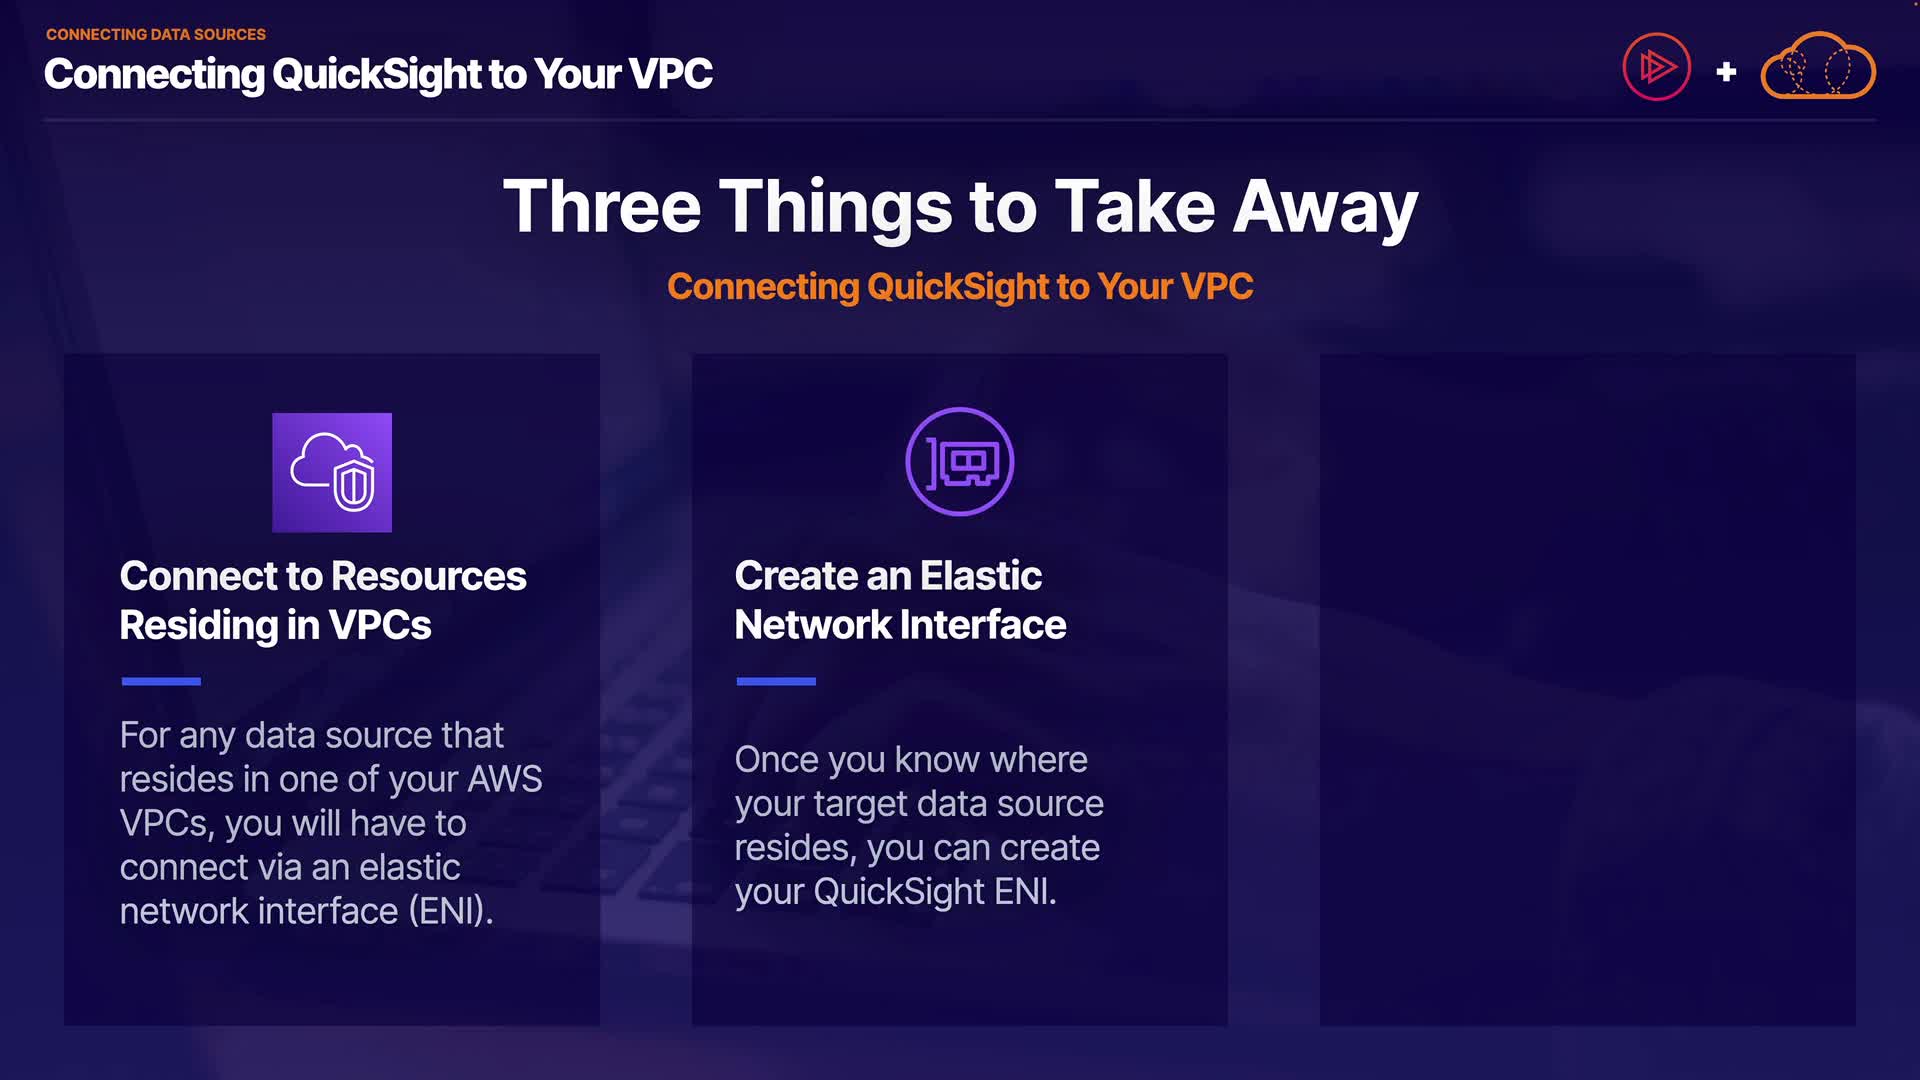 CONNECTING DATA SOURCES
Connecting QuickSight to Your VPC
Three Things to Take Away
Connecting QuickSight to Your VPC
Connect to Resources
Residing in VPCs
For any data source that
resides in one of your AWS
VPCs, you will have to
connect via an elastic
network interface (ENI).
Create an Elastic
Network Interface
Once you know where
your target data source
resides, you can create
your QuickSight ENI.